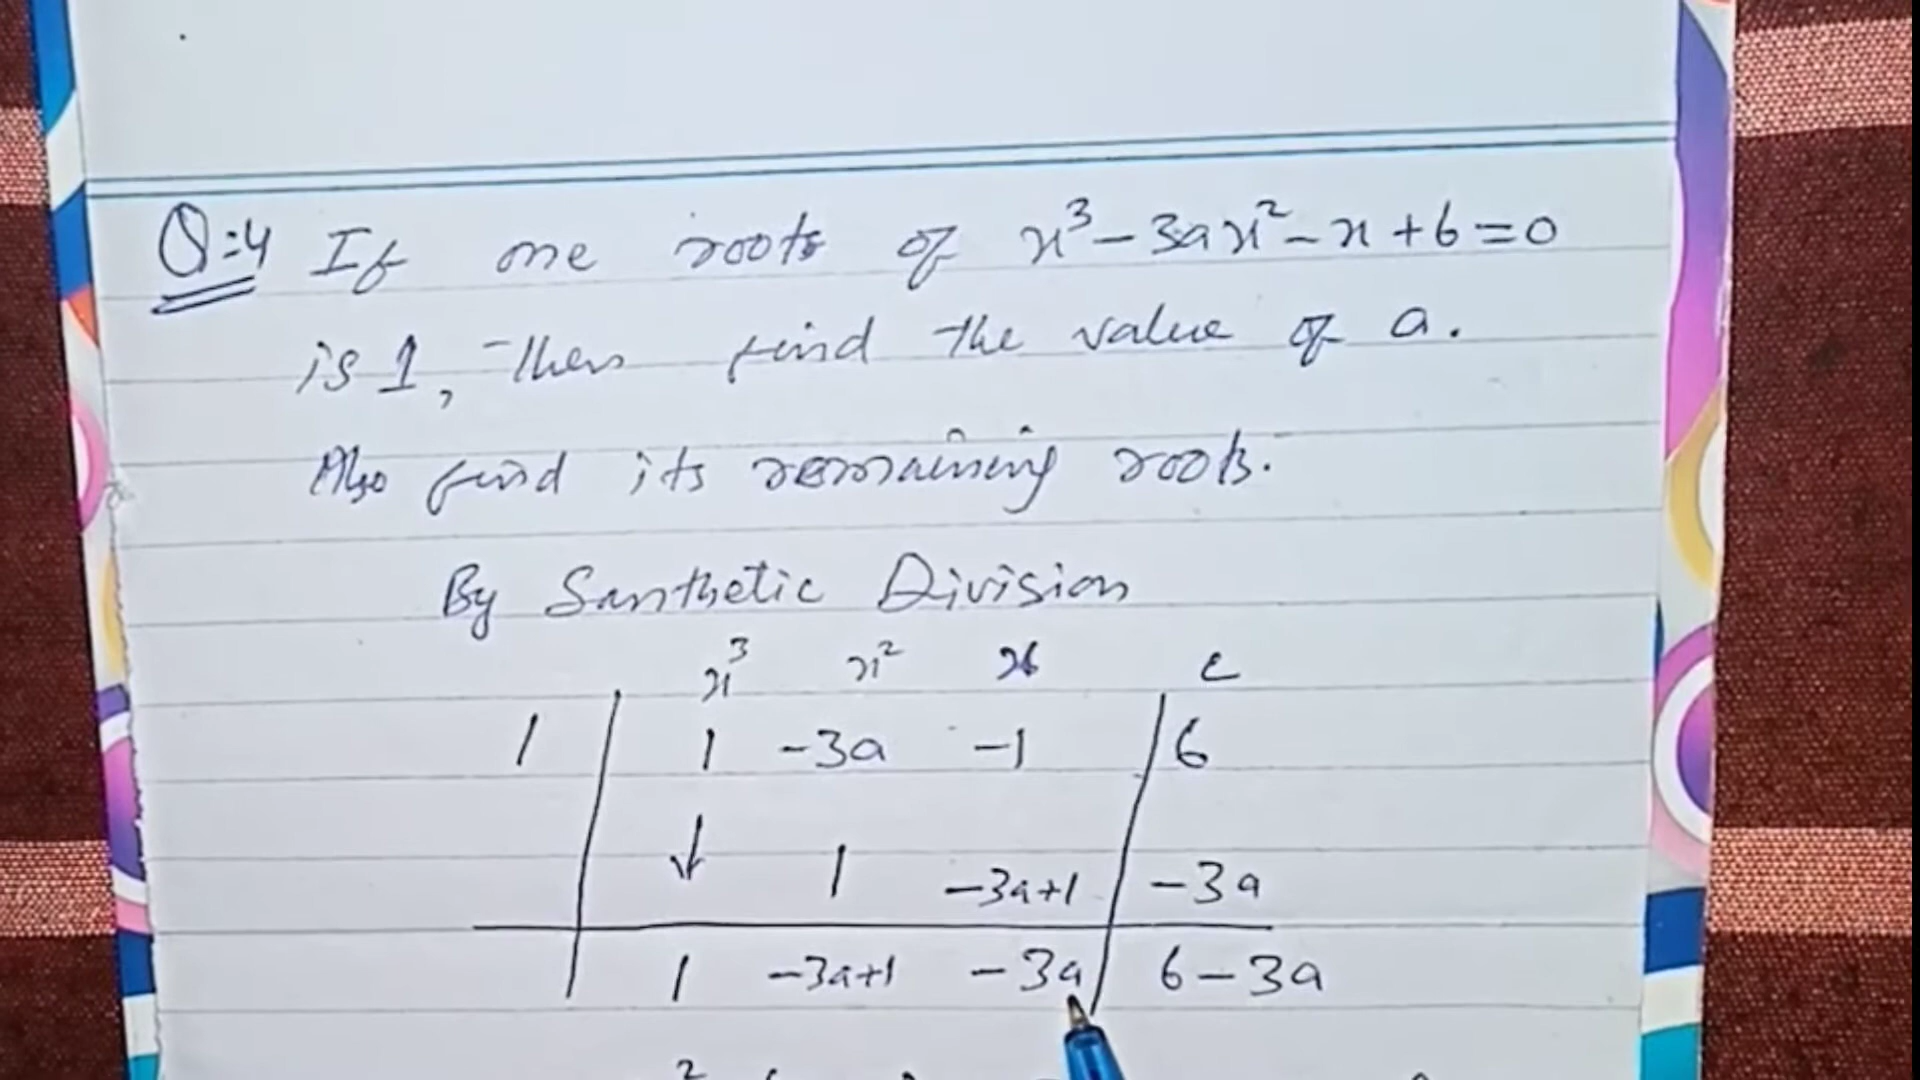 Q:4 If one roots of x³-3ax²-x+6=0
is 1, then find the value of a.
Also find its remaining roots.
By Santhetic Division
x³ x² x c
1 1 -3a -1 6
↓ 1 -3a+1 -3a
1 -3a+1 -3a 6-3a